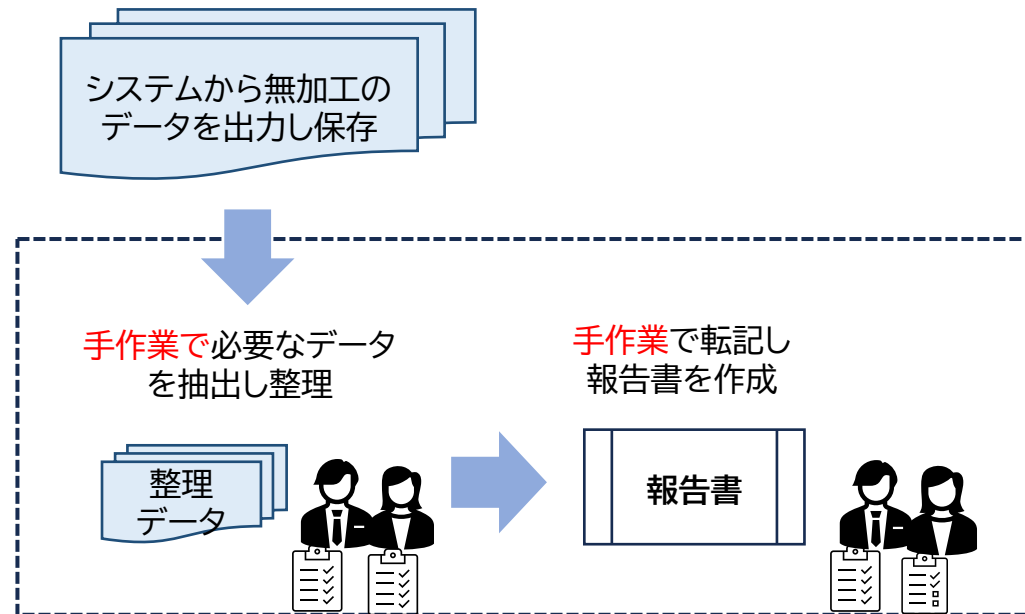 システムから無加工の
データを出力し保存
手作業で必要なデータ
を抽出し整理
整理
データ
手作業で転記し
報告書を作成
報告書